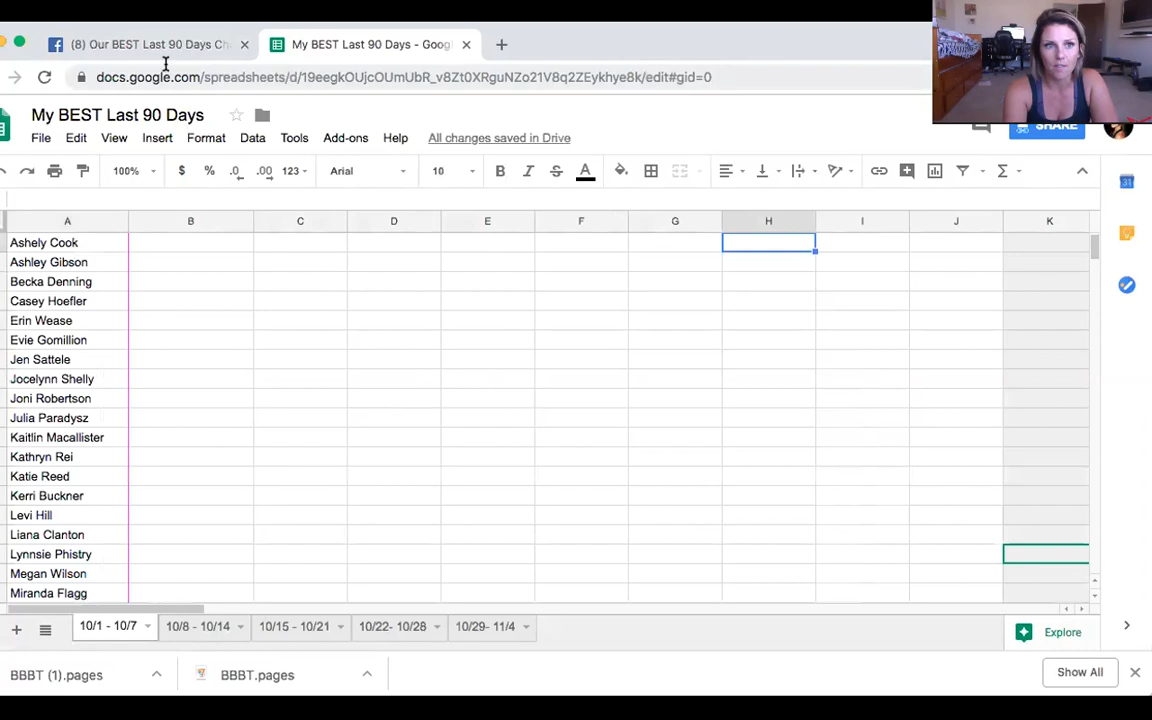 (8) Our BEST Last 90 Days Ch
My BEST Last 90 Days - Goog
docs.google.com/spreadsheets/d/19eegkOUjcOUmUbR_v8Zt0XRguNZo21V8q2ZEykhye8k/edit#gid=0
My BEST Last 90 Days
File Edit View Insert Format Data Tools Add-ons Help All changes saved in Drive
SHARE
100% $ % .0 .00 123 Arial 10 B I S A
31
A B C D E F G H I J K
Ashely Cook
Ashley Gibson
Becka Denning
Casey Hoefler
Erin Wease
Evie Gomillion
Jen Sattele
Jocelynn Shelly
Joni Robertson
Julia Paradysz
Kaitlin Macallister
Kathryn Rei
Katie Reed
Kerri Buckner
Levi Hill
Liana Clanton
Lynnsie Phistry
Megan Wilson
Miranda Flagg
10/1 - 10/7 10/8 - 10/14 10/15 - 10/21 10/22- 10/28 10/29- 11/4 Explore
BBBT (1).pages BBBT.pages Show All